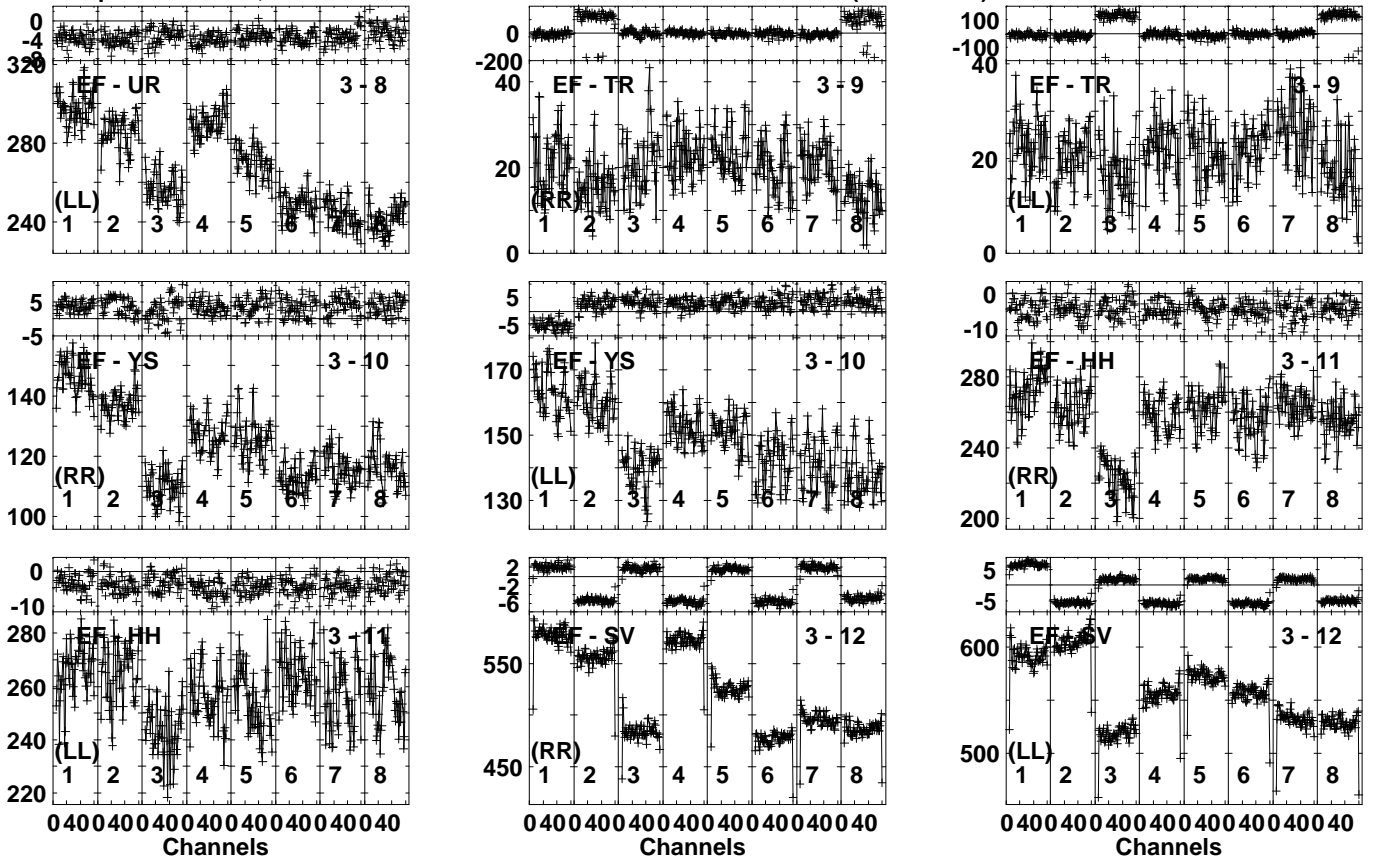 0
-4
320
280
240
EF - UR
3 - 8
(LL)
1 2 3 4 5 6 7 8
0
-200
40
20
0
EF - TR
3 - 9
(RR)
1 2 3 4 5 6 7 8
100
-100
40
20
0
EF - TR
3 - 9
(LL)
1 2 3 4 5 6 7 8
5
-5
140
120
100
EF - YS
3 - 10
(RR)
1 2 3 4 5 6 7 8
5
-5
170
150
130
EF - YS
3 - 10
(LL)
1 2 3 4 5 6 7 8
0
-10
280
240
200
EF - HH
3 - 11
(RR)
1 2 3 4 5 6 7 8
0
-10
280
260
240
220
EF - HH
3 - 11
(LL)
1 2 3 4 5 6 7 8
0 40 0 40 0 40 0 40 0 40 0 40 0 40 0 40
Channels
2
-2
-6
550
450
EF - SV
3 - 12
(RR)
1 2 3 4 5 6 7 8
0 40 0 40 0 40 0 40 0 40 0 40 0 40 0 40
Channels
5
-5
600
500
EF - SV
3 - 12
(LL)
1 2 3 4 5 6 7 8
0 40 0 40 0 40 0 40 0 40 0 40 0 40 0 40
Channels